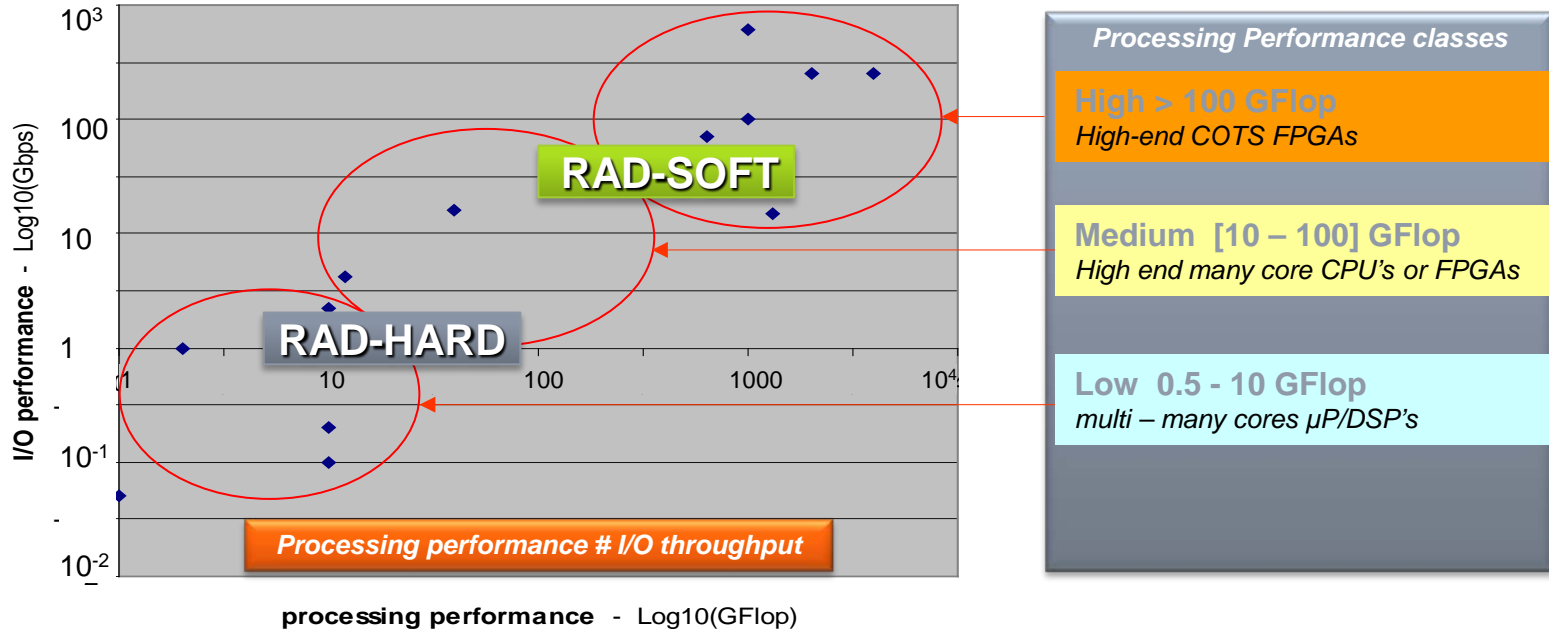 10³
100
10
1
10⁻¹
10⁻²
I/O performance - Log10(Gbps)
10
100
1000
10⁴
RAD-SOFT
RAD-HARD
Processing performance # I/O throughput
processing performance - Log10(GFlop)
Processing Performance classes
High > 100 GFlop
High-end COTS FPGAs
Medium [10 – 100] GFlop
High end many core CPU's or FPGAs
Low 0.5 - 10 GFlop
multi – many cores µP/DSP's